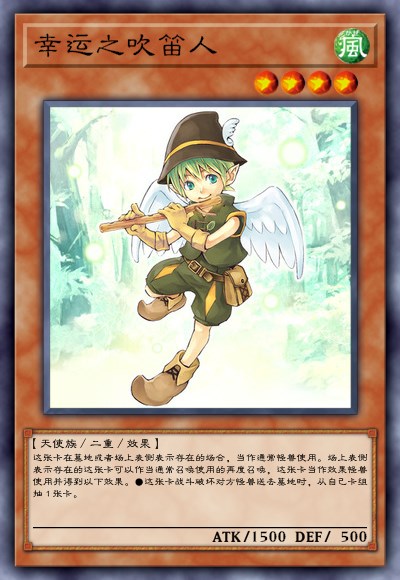 幸运之吹笛人
風
【天使族/二重/效果】
这张卡在墓地或者场上表侧表示存在的场合,当作通常怪兽使用。场上表侧
表示存在的这张卡可以作当通常召唤使用的再度召唤,这张卡当作效果怪兽
使用并得到以下效果。●这张卡战斗破坏对方怪兽送去墓地时,从自己卡组
抽1张卡。
ATK/1500 DEF/ 500